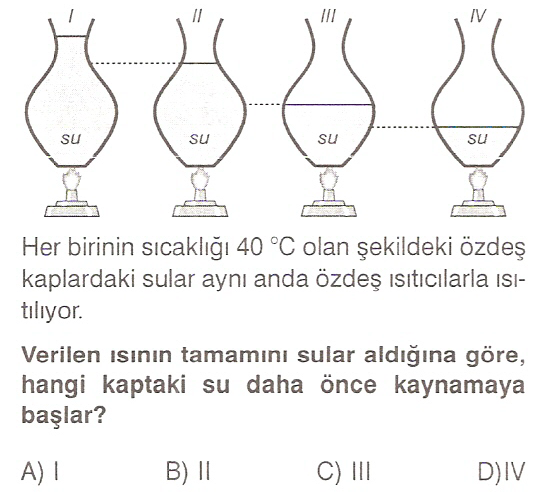 I II III IV
su su su su
Her birinin sıcaklığı 40 °C olan şekildeki özdeş
kaplardaki sular aynı anda özdeş ısıtıcılarla ısı-
tılıyor.
Verilen ısının tamamını sular aldığına göre,
hangi kaptaki su daha önce kaynamaya
başlar?
A) I B) II C) III D)IV